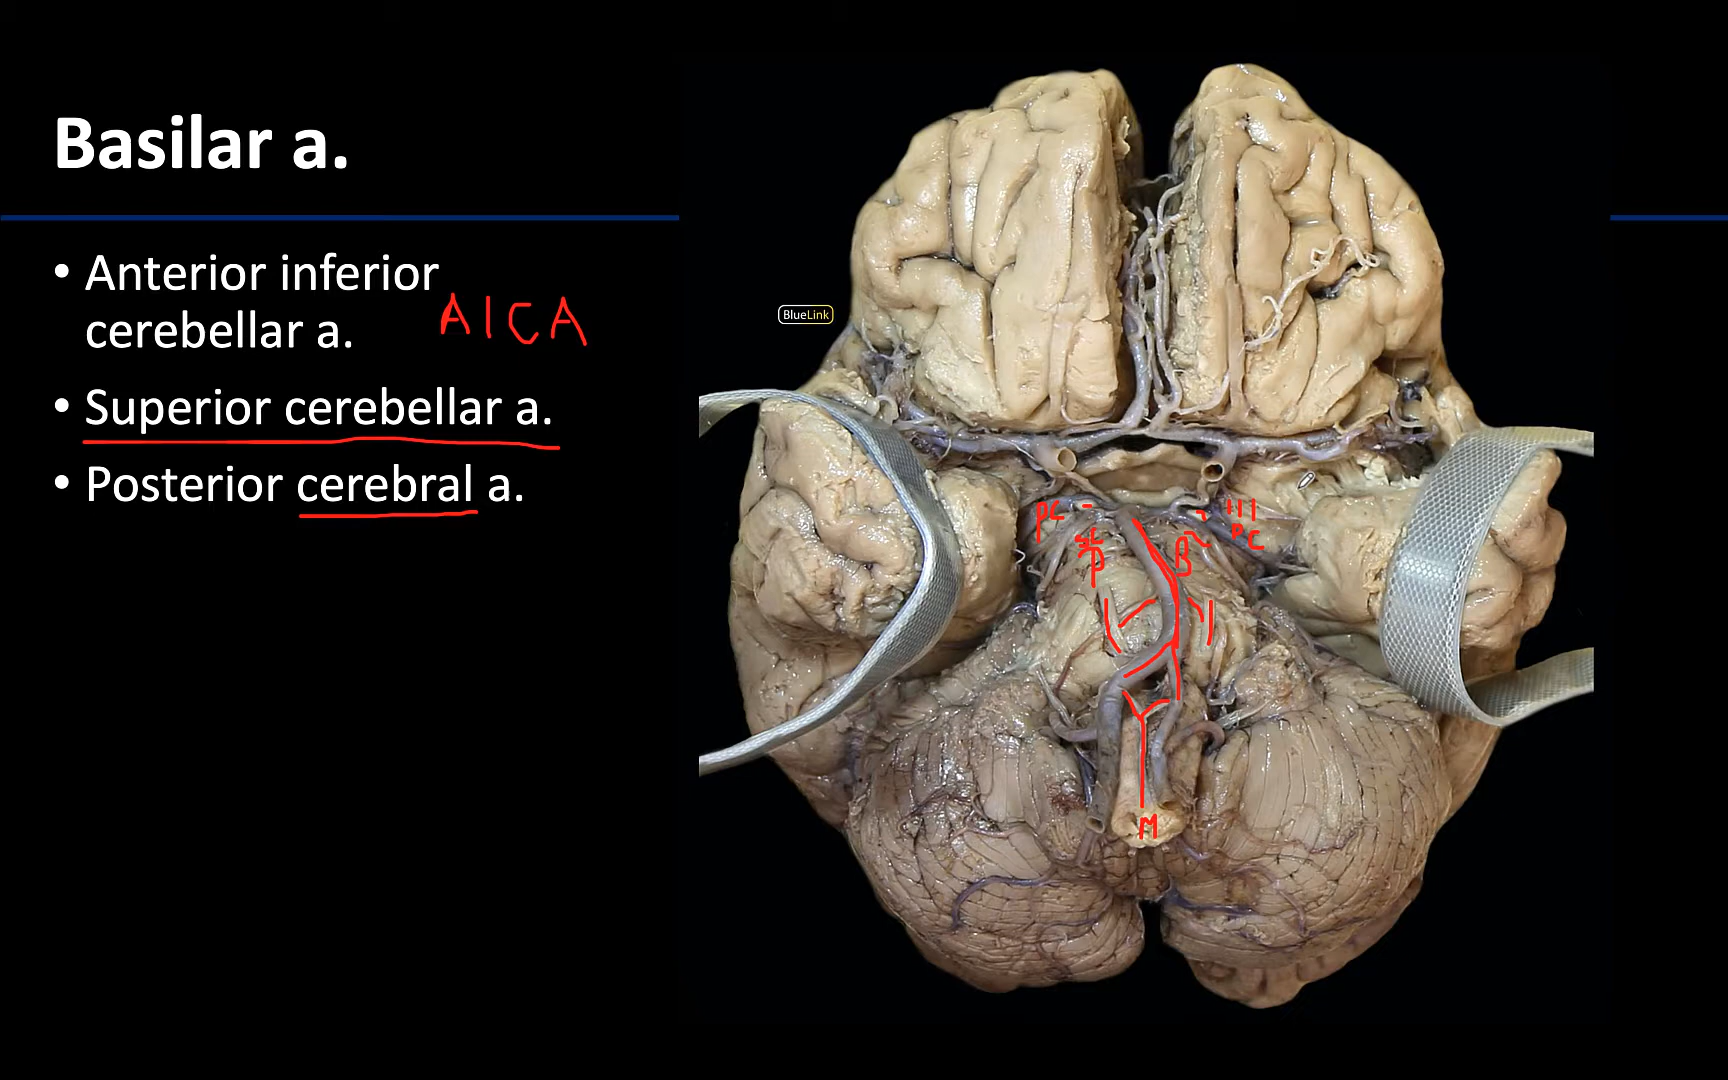 Basilar a.
• Anterior inferior
cerebellar a.
AICA
• Superior cerebellar a.
• Posterior cerebral a.
BlueLink
PC
III
PC
P
B
M